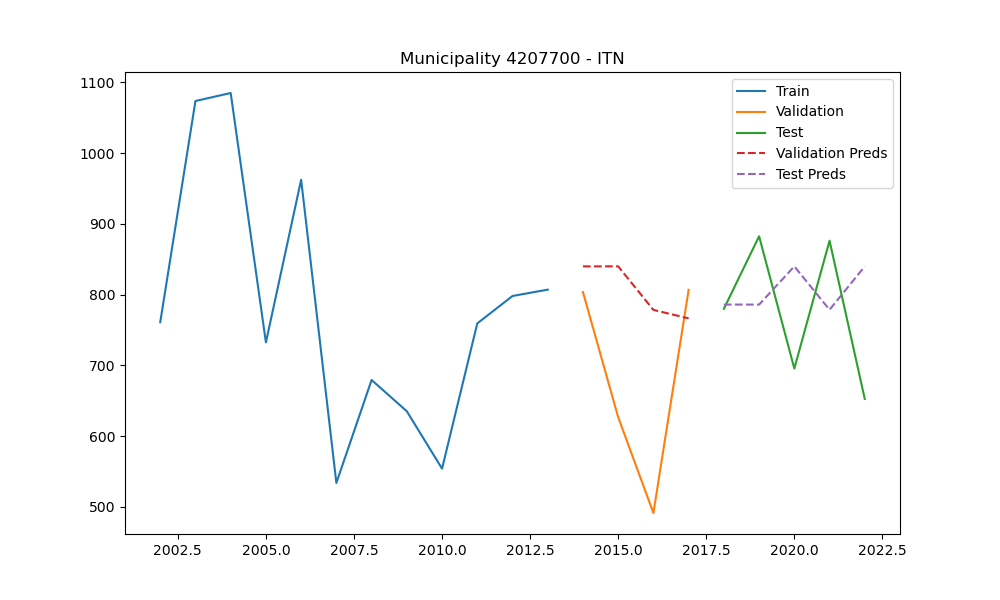 Municipality 4207700 - ITN
1100
1000
900
800
700
600
500
2002.5
2005.0
2007.5
2010.0
2012.5
2015.0
2017.5
2020.0
2022.5
Train
Validation
Test
Validation Preds
Test Preds